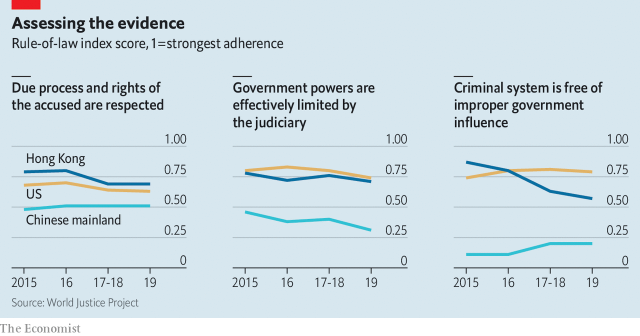 Assessing the evidence
Rule-of-law index score, 1=strongest adherence
Due process and rights of
the accused are respected
1.00
Hong Kong
0.75
US
0.50
Chinese mainland
0.25
0
2015 16 17-18 19
Government powers are
effectively limited by
the judiciary
1.00
0.75
0.50
0.25
0
2015 16 17-18 19
Criminal system is free of
improper government
influence
1.00
0.75
0.50
0.25
0
2015 16 17-18 19
Source: World Justice Project
The Economist